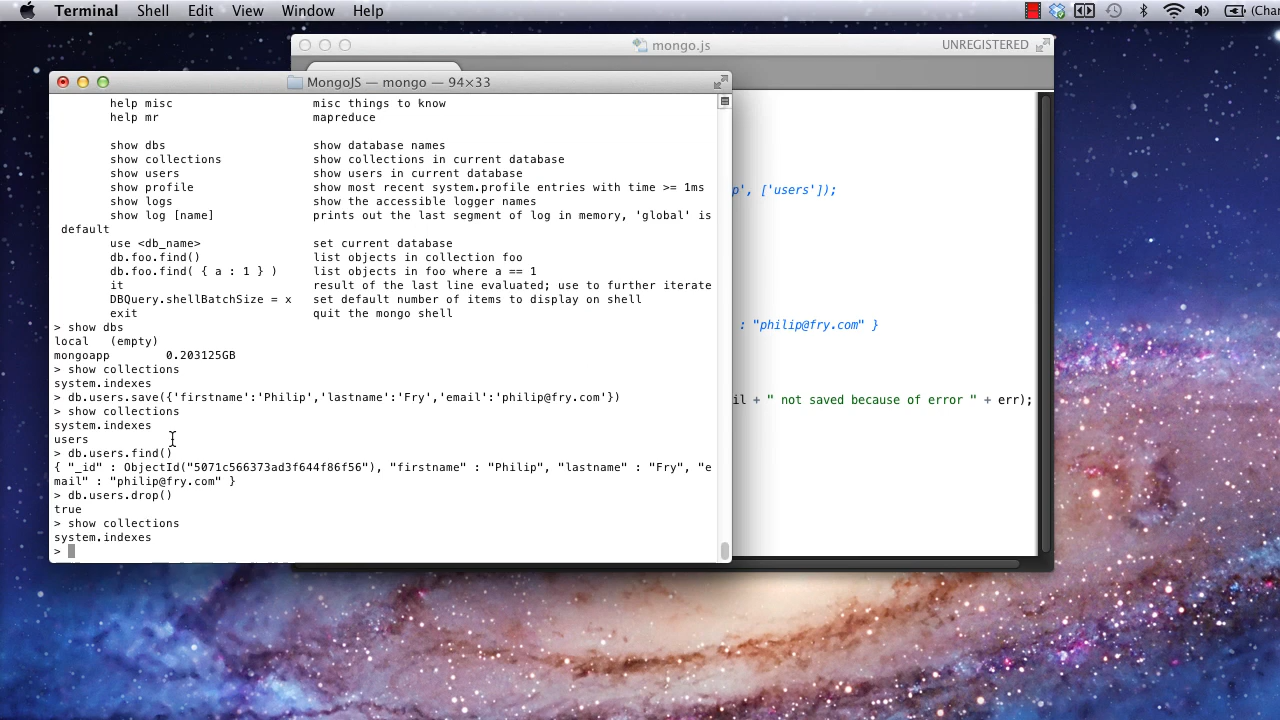 Terminal Shell Edit View Window Help (Char
mongo.js UNREGISTERED
MongoJS — mongo — 94×33
help misc misc things to know
help mr mapreduce
show dbs show database names
show collections show collections in current database
show users show users in current database
show profile show most recent system.profile entries with time >= 1ms
show logs show the accessible logger names
show log [name] prints out the last segment of log in memory, 'global' is
default
use <db_name> set current database
db.foo.find() list objects in collection foo
db.foo.find( { a : 1 } ) list objects in foo where a == 1
it result of the last line evaluated; use to further iterate
DBQuery.shellBatchSize = x set default number of items to display on shell
exit quit the mongo shell
> show dbs
local (empty)
mongoapp 0.203125GB
> show collections
system.indexes
> db.users.save({'firstname':'Philip','lastname':'Fry','email':'philip@fry.com'})
> show collections
system.indexes
users
> db.users.find()
{ "_id" : ObjectId("5071c566373ad3f644f86f56"), "firstname" : "Philip", "lastname" : "Fry", "e
mail" : "philip@fry.com" }
> db.users.drop()
true
> show collections
system.indexes
>
p', ['users']);
: "philip@fry.com" }
il + " not saved because of error " + err);